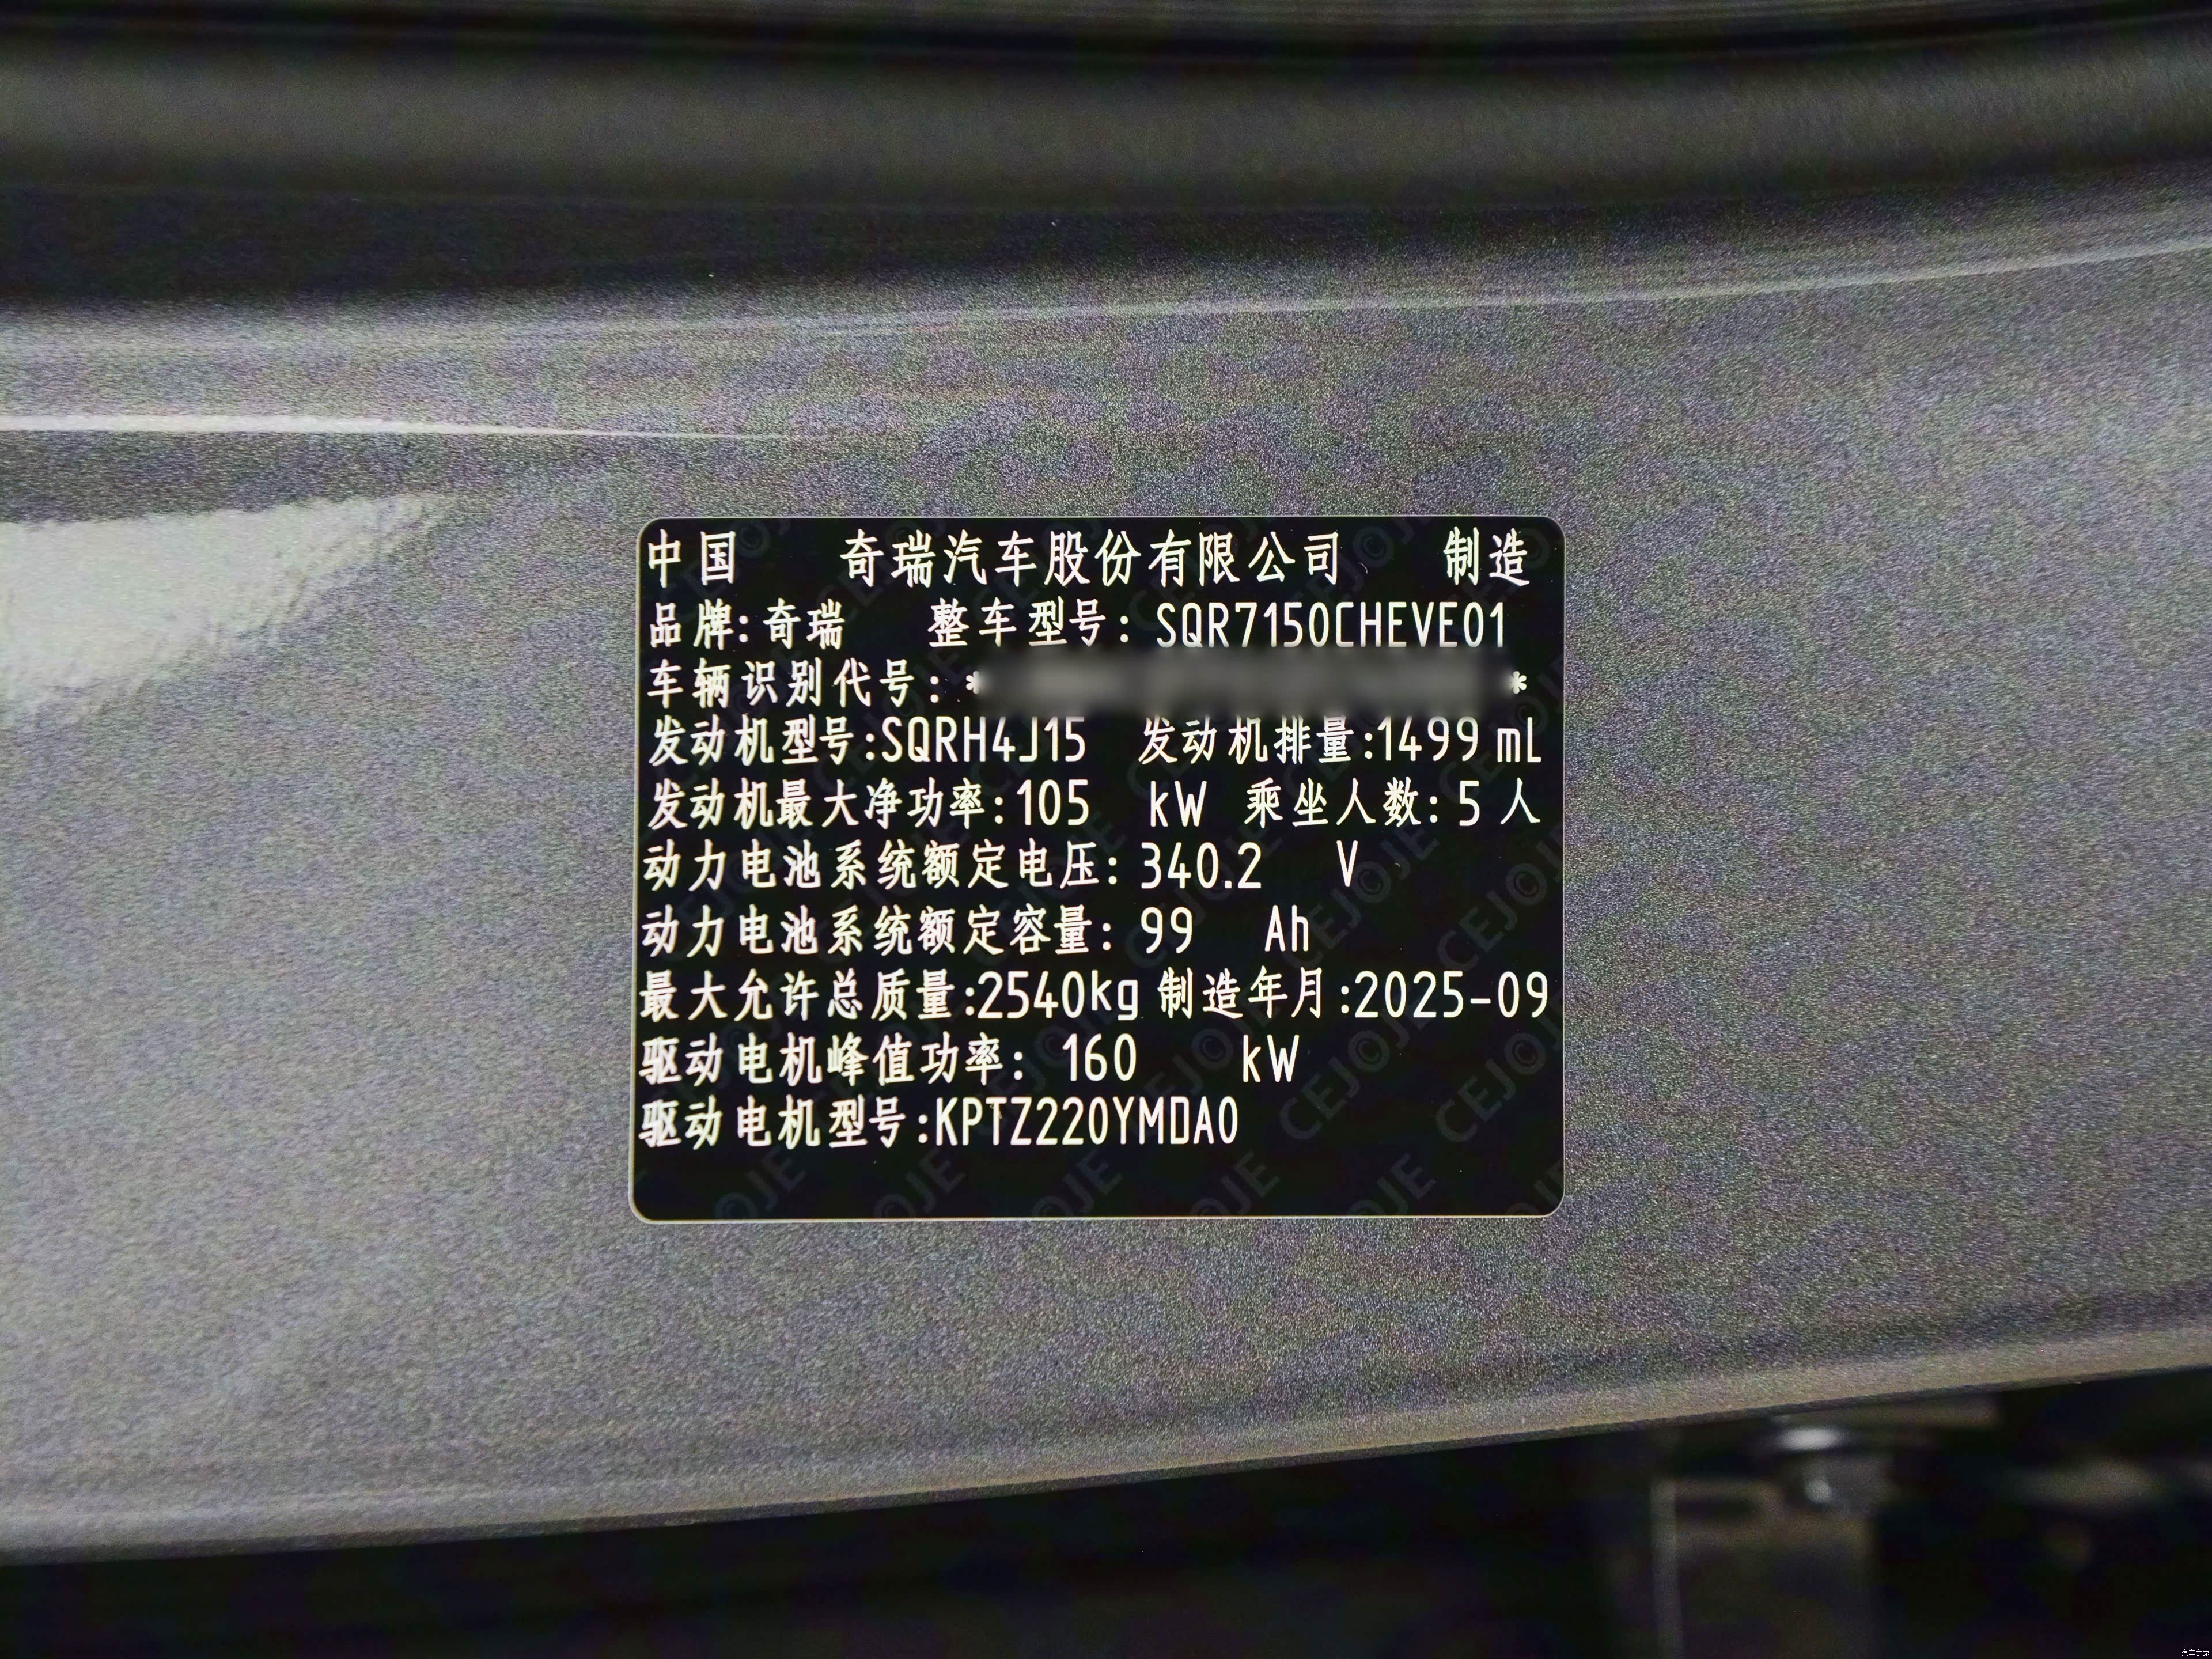 中国 奇瑞汽车股份有限公司 制造
品牌:奇瑞 整车型号: SQR7150CHEVE01
车辆识别代号: * *
发动机型号:SQRH4J15 发动机排量:1499 mL
发动机最大净功率:105 kW 乘坐人数: 5 人
动力电池系统额定电压: 340.2 V
动力电池系统额定容量: 99 Ah
最大允许总质量:2540kg 制造年月:2025-09
驱动电机峰值功率: 160 kW
驱动电机型号:KPTZ220YMDA0
汽车之家